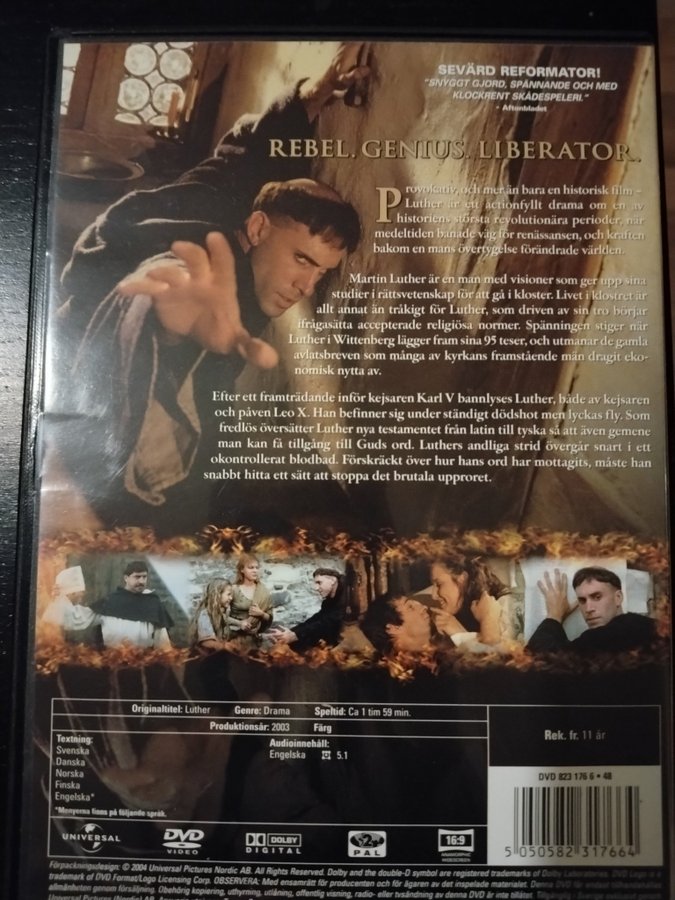 SEVÄRD REFORMATOR!
"SNYGGT GJORD, SPÄNNANDE OCH MED
KLOCKRENT SKÅDESPELERI."
- Aftonbladet
REBEL. GENIUS. LIBERATOR.
Provokativ, och mer än bara en historisk film –
Luther är ett actionfyllt drama om en av
historiens största revolutionära perioder, när
medeltiden banade väg för renässansen, och kraften
bakom en mans övertygelse förändrade världen.
Martin Luther är en man med visioner som ger upp sina
studier i rättsvetenskap för att gå i kloster. Livet i klostret är
allt annat än tråkigt för Luther, som driven av sin tro börjar
ifrågasätta accepterade religiösa normer. Spänningen stiger när
Luther i Wittenberg lägger fram sina 95 teser, och utmanar de gamla
avlatsbreven som många av kyrkans framstående män dragit eko-
nomisk nytta av.
Efter ett framträdande inför kejsaren Karl V bannlyses Luther, både av kejsaren
och påven Leo X. Han befinner sig under ständigt dödshot men lyckas fly. Som
fredlös översätter Luther nya testamentet från latin till tyska så att även gemene
man kan få tillgång till Guds ord. Luthers andliga strid övergår snart i ett
okontrollerat blodbad. Förskräckt över hur hans ord har mottagits, måste han
snabbt hitta ett sätt att stoppa det brutala upproret.
Originaltitel: Luther Genre: Drama Speltid: Ca 1 tim 59 min.
Produktionsår: 2003 Färg
Textning:
Svenska
Danska
Norska
Finska
Engelska*
*Menyerna finns på följande språk.
Audioinnehåll:
Engelska 5.1
Rek. fr. 11 år
DVD 823 176 6 • 48
5 050582 317664
UNIVERSAL
DVD
VIDEO
DOLBY
DIGITAL
2
PAL
16:9
ANAMORPHIC
WIDESCREEN
Förpackningsdesign: © 2004 Universal Pictures Nordic AB. All Rights Reserved. Dolby and the double-D symbol are registered trademarks of Dolby Laboratories. DVD Logo is a
trademark of DVD Format/Logo Licensing Corp. OBSERVERA: Med ensamrätt för producenten och för ägaren av det inspelade materialet. Denna DVD får endast tillhandahållas
allmänheten genom försäljning. Obehörig kopiering, uthyrning, utlåning, offentlig visning, radio- eller tvsändning av denna DVD är inte tillåtet.